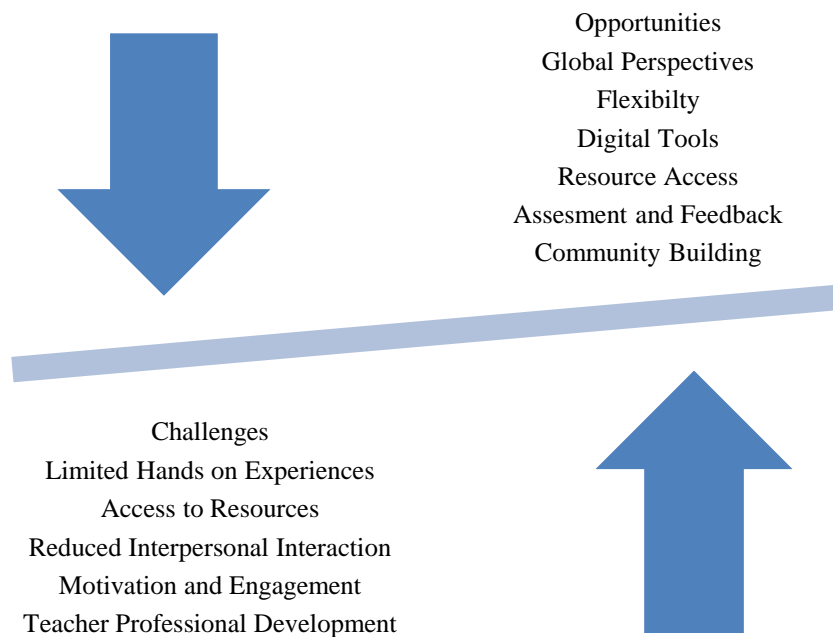 Opportunities
Global Perspectives
Flexibilty
Digital Tools
Resource Access
Assesment and Feedback
Community Building
Challenges
Limited Hands on Experiences
Access to Resources
Reduced Interpersonal Interaction
Motivation and Engagement
Teacher Professional Development